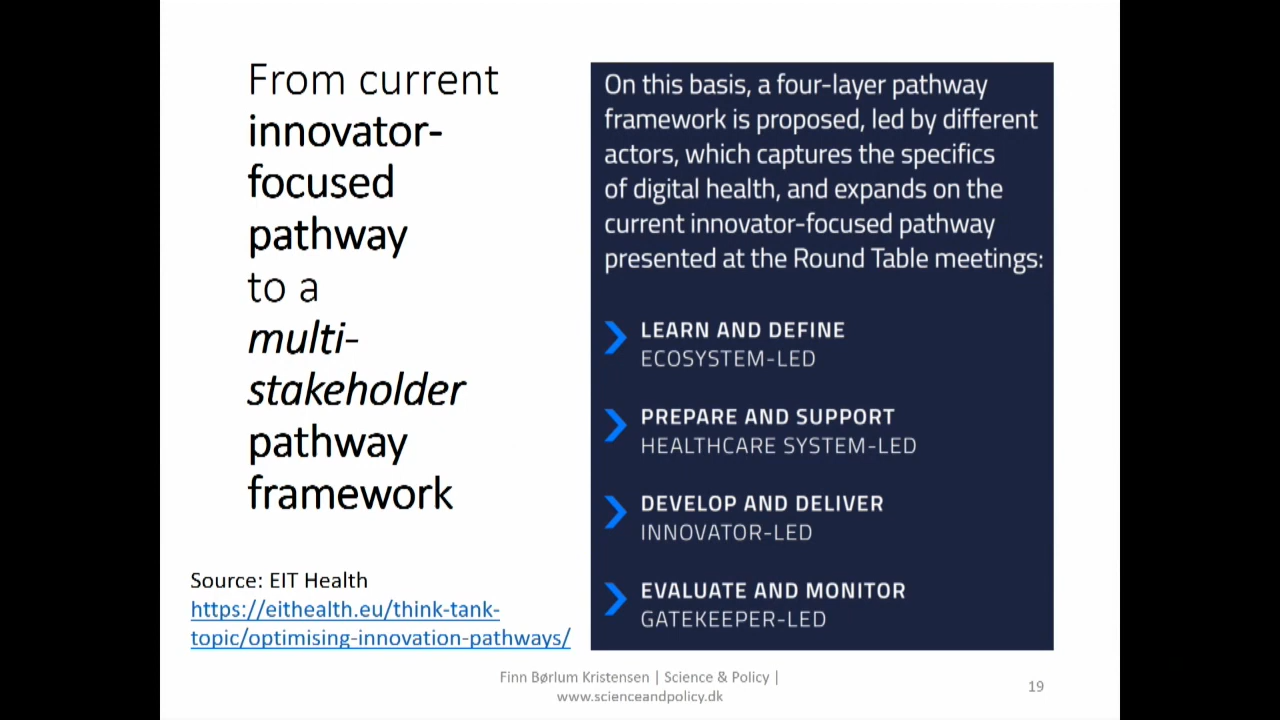 From current
innovator-
focused
pathway
to a
multi-
stakeholder
pathway
framework
Source: EIT Health
https://eithealth.eu/think-tank-
topic/optimising-innovation-pathways/
On this basis, a four-layer pathway
framework is proposed, led by different
actors, which captures the specifics
of digital health, and expands on the
current innovator-focused pathway
presented at the Round Table meetings:
LEARN AND DEFINE
ECOSYSTEM-LED
PREPARE AND SUPPORT
HEALTHCARE SYSTEM-LED
DEVELOP AND DELIVER
INNOVATOR-LED
EVALUATE AND MONITOR
GATEKEEPER-LED
Finn Børlum Kristensen | Science & Policy |
www.scienceandpolicy.dk
19